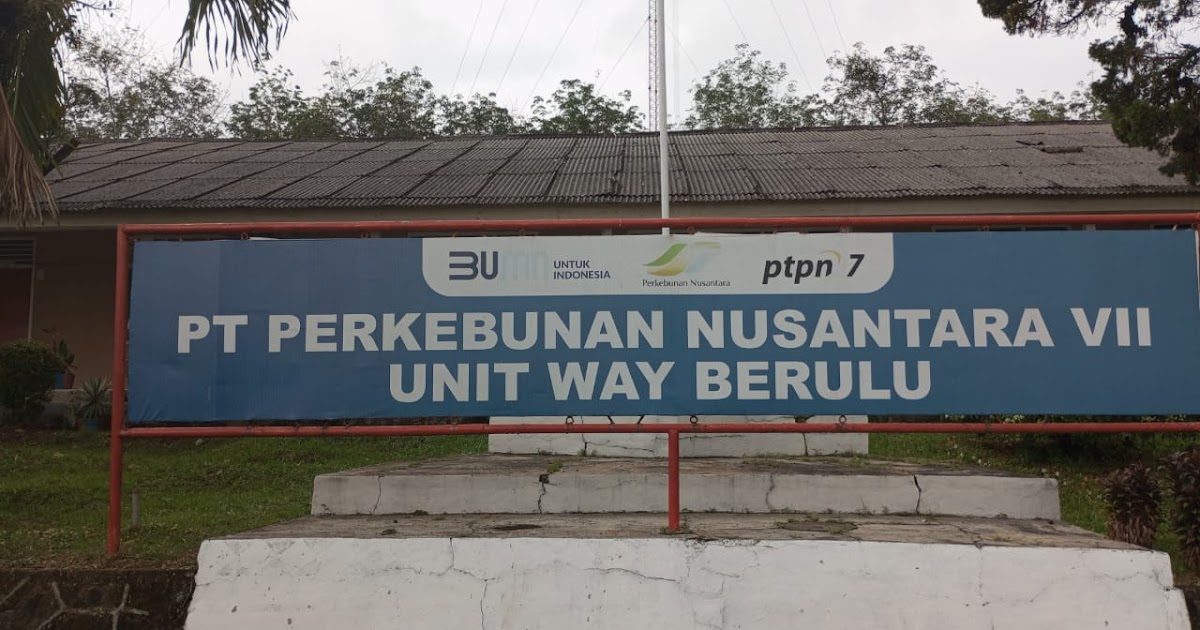 BUMN UNTUK
INDONESIA
Perkebunan Nusantara
ptpn 7
PT PERKEBUNAN NUSANTARA VII
UNIT WAY BERULU